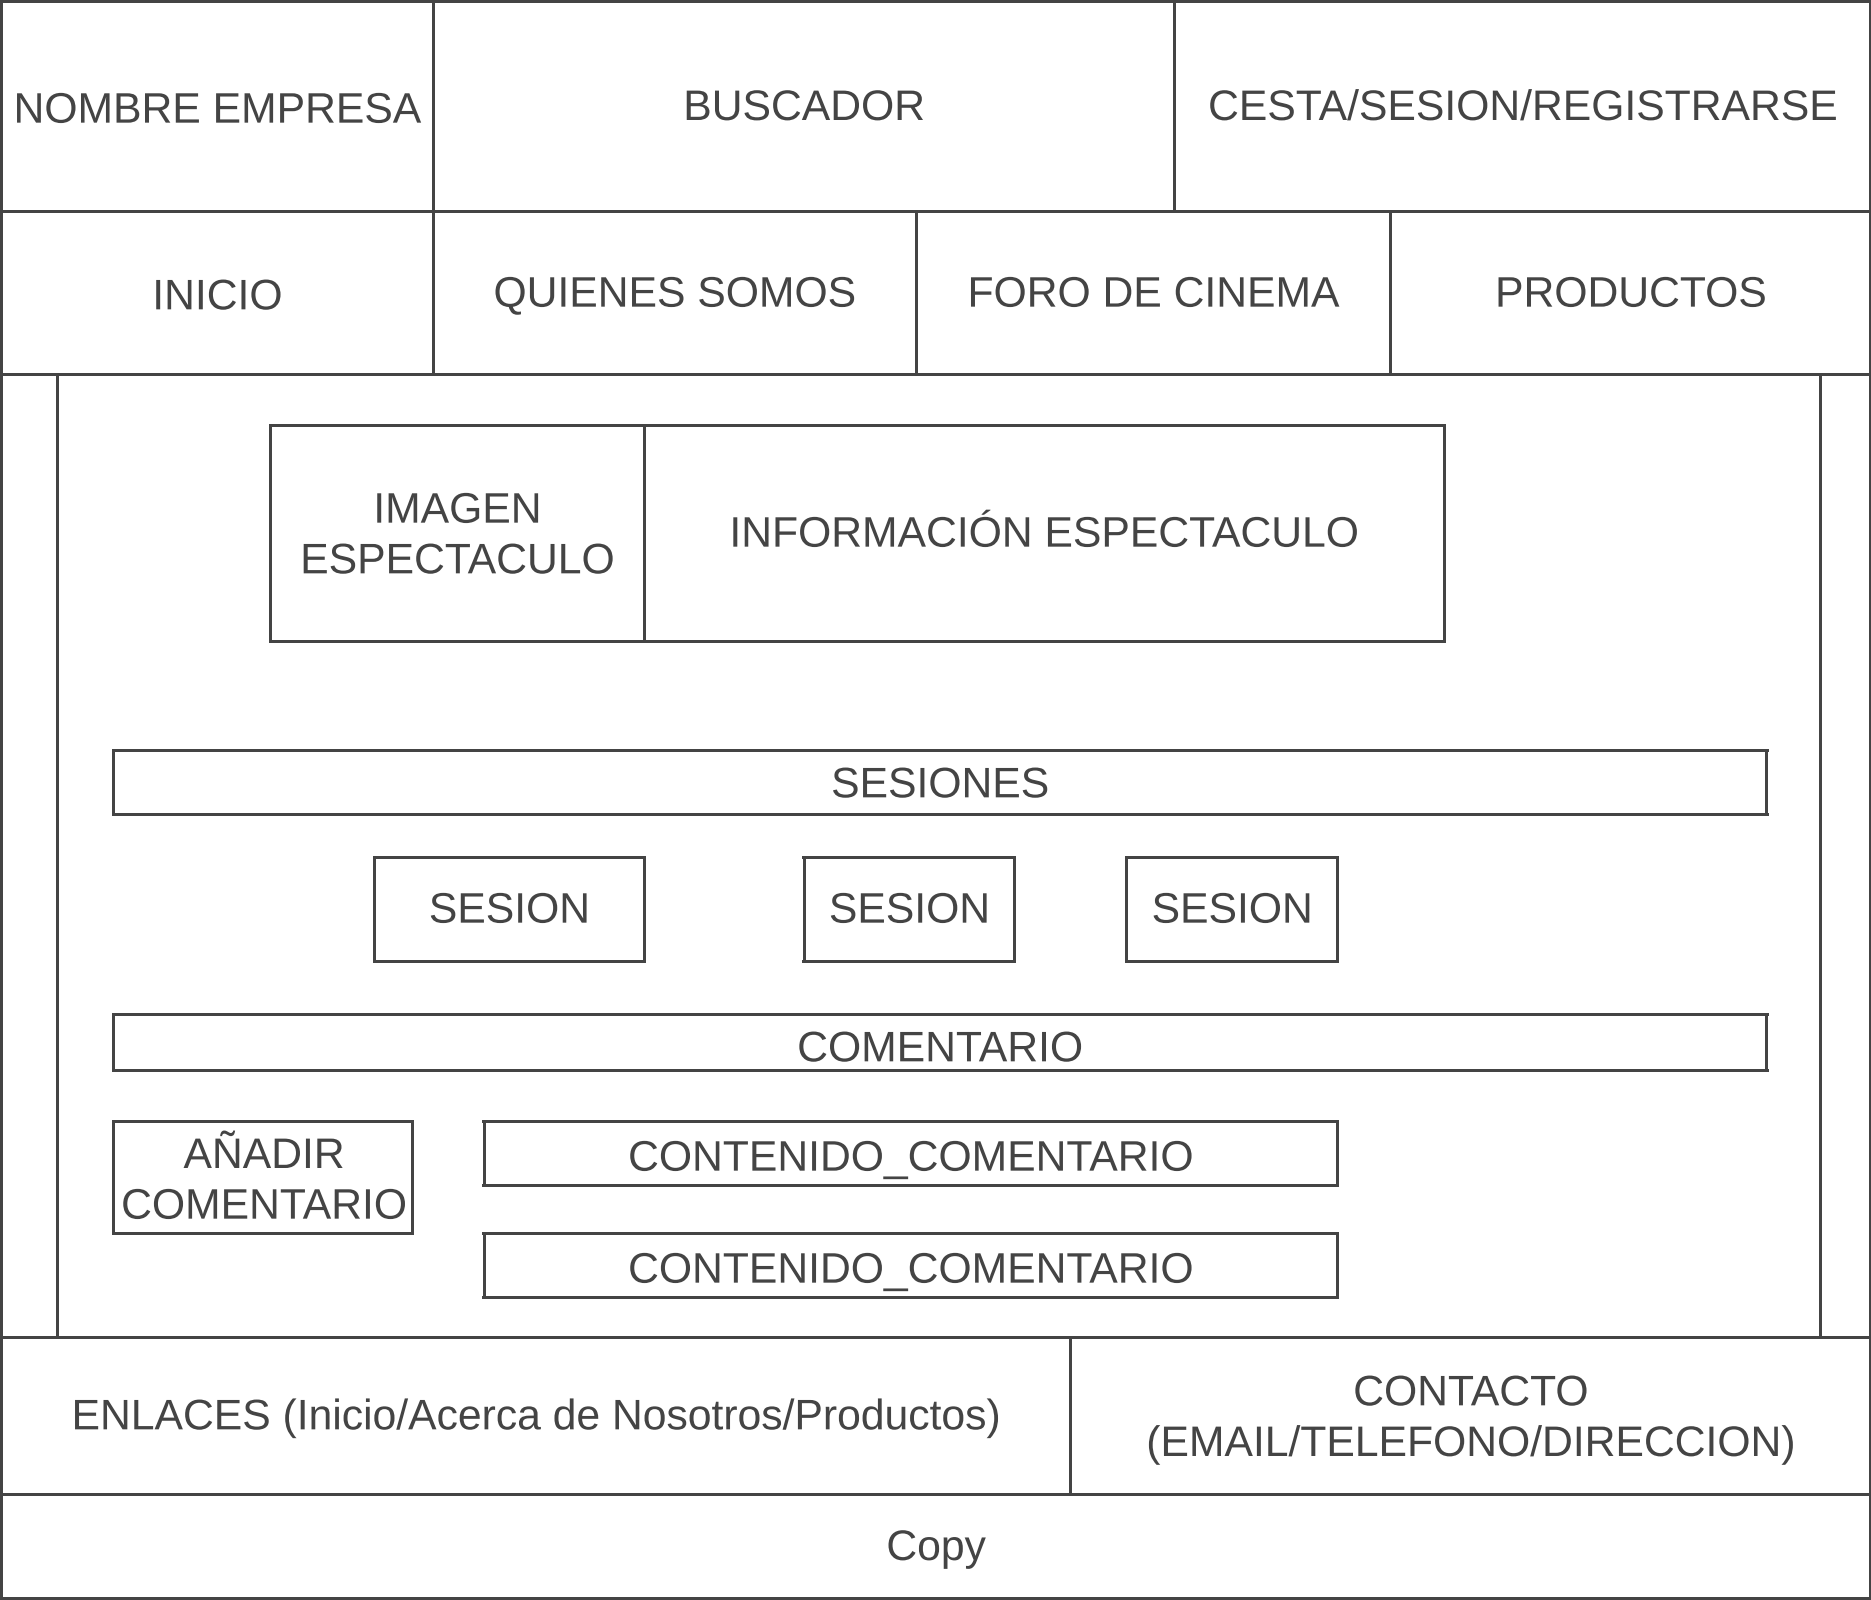 NOMBRE EMPRESA
BUSCADOR
CESTA/SESION/REGISTRARSE
INICIO
QUIENES SOMOS
FORO DE CINEMA
PRODUCTOS
IMAGEN
ESPECTACULO
INFORMACIÓN ESPECTACULO
SESIONES
SESION
SESION
SESION
COMENTARIO
AÑADIR
COMENTARIO
CONTENIDO_COMENTARIO
CONTENIDO_COMENTARIO
ENLACES (Inicio/Acerca de Nosotros/Productos)
CONTACTO
(EMAIL/TELEFONO/DIRECCION)
Copy